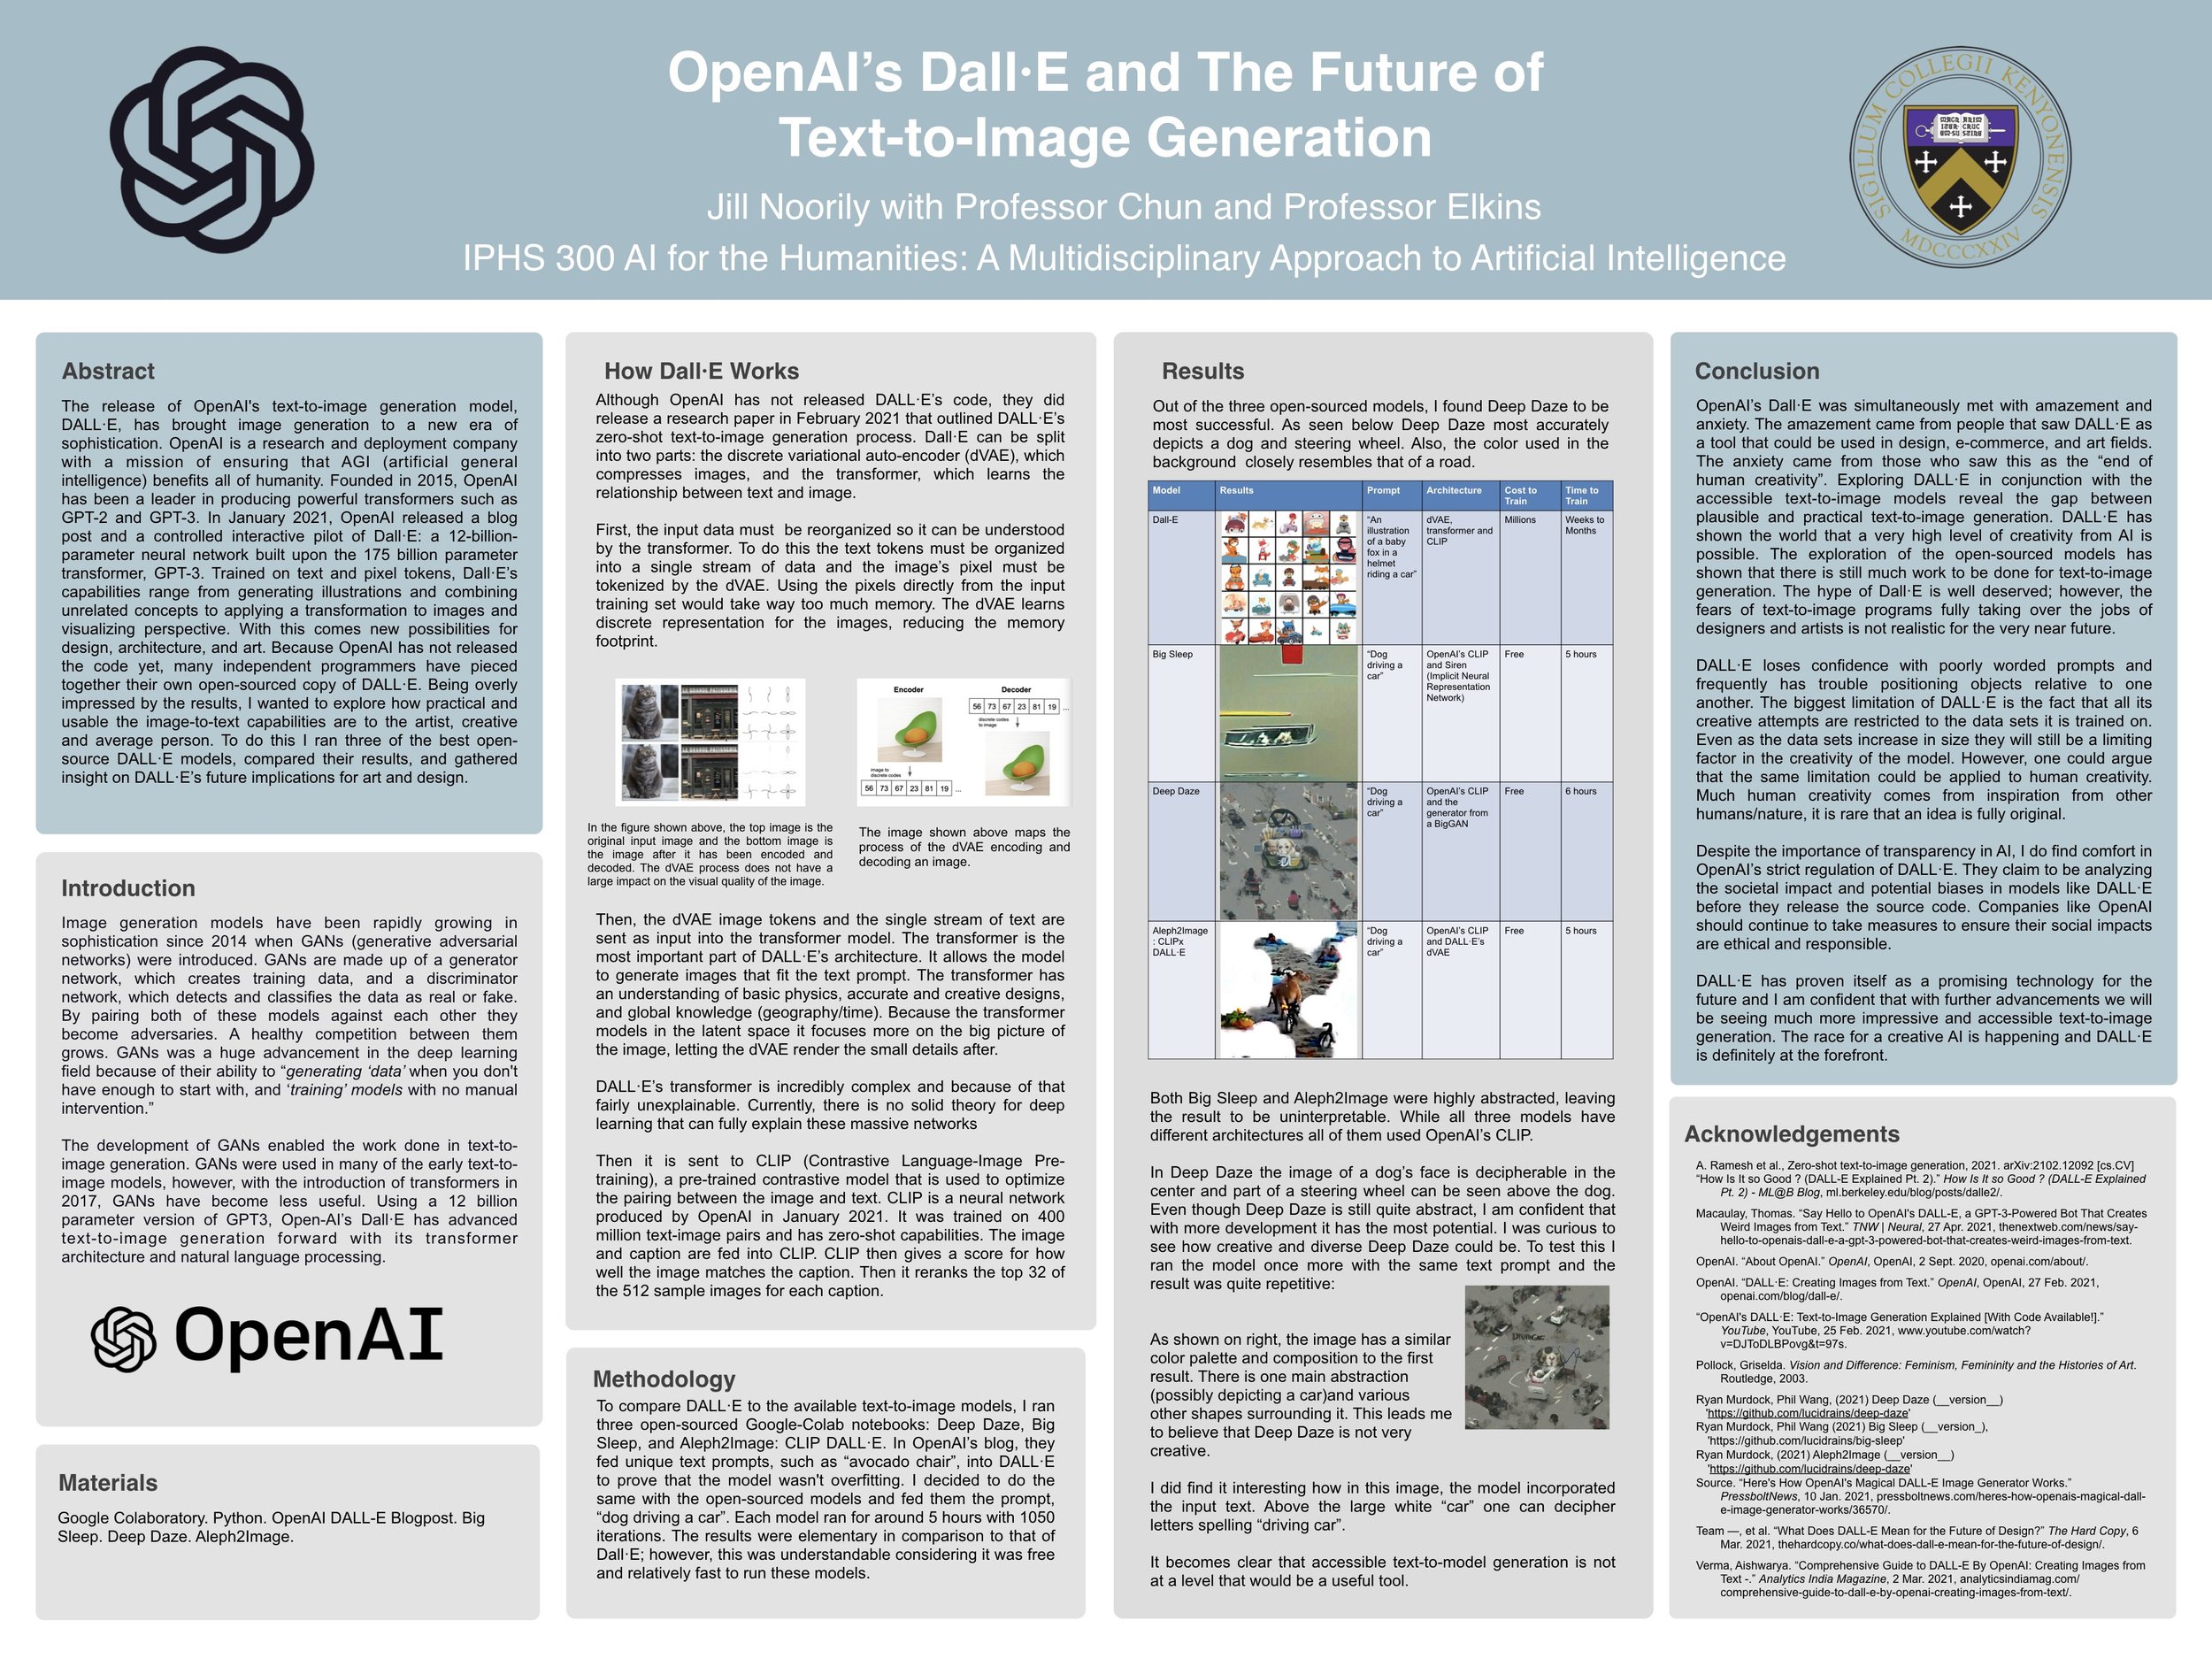 OpenAI’s Dall·E and The Future of
Text-to-Image Generation
Jill Noorily with Professor Chun and Professor Elkins
IPHS 300 AI for the Humanities: A Multidisciplinary Approach to Artificial Intelligence
SIGILLUM COLLEGII KENYONENSIS
MDCCCXXIV
Abstract
The release of OpenAI's text-to-image generation model,
DALL·E, has brought image generation to a new era of
sophistication. OpenAI is a research and deployment company
with a mission of ensuring that AGI (artificial general
intelligence) benefits all of humanity. Founded in 2015, OpenAI
has been a leader in producing powerful transformers such as
GPT-2 and GPT-3. In January 2021, OpenAI released a blog
post and a controlled interactive pilot of Dall·E: a 12-billion-
parameter neural network built upon the 175 billion parameter
transformer, GPT-3. Trained on text and pixel tokens, Dall·E’s
capabilities range from generating illustrations and combining
unrelated concepts to applying a transformation to images and
visualizing perspective. With this comes new possibilities for
design, architecture, and art. Because OpenAI has not released
the code yet, many independent programmers have pieced
together their own open-sourced copy of DALL·E. Being overly
impressed by the results, I wanted to explore how practical and
usable the image-to-text capabilities are to the artist, creative
and average person. To do this I ran three of the best open-
source DALL·E models, compared their results, and gathered
insight on DALL·E’s future implications for art and design.
Introduction
Image generation models have been rapidly growing in
sophistication since 2014 when GANs (generative adversarial
networks) were introduced. GANs are made up of a generator
network, which creates training data, and a discriminator
network, which detects and classifies the data as real or fake.
By pairing both of these models against each other they
become adversaries. A healthy competition between them
grows. GANs was a huge advancement in the deep learning
field because of their ability to “generating ‘data’ when you don't
have enough to start with, and ‘training’ models with no manual
intervention.”
The development of GANs enabled the work done in text-to-
image generation. GANs were used in many of the early text-to-
image models, however, with the introduction of transformers in
2017, GANs have become less useful. Using a 12 billion
parameter version of GPT3, Open-AI’s Dall·E has advanced
text-to-image generation forward with its transformer
architecture and natural language processing.
OpenAI
Materials
Google Colaboratory. Python. OpenAI DALL-E Blogpost. Big
Sleep. Deep Daze. Aleph2Image.
How Dall·E Works
Although OpenAI has not released DALL·E’s code, they did
release a research paper in February 2021 that outlined DALL·E’s
zero-shot text-to-image generation process. Dall·E can be split
into two parts: the discrete variational auto-encoder (dVAE), which
compresses images, and the transformer, which learns the
relationship between text and image.
First, the input data must be reorganized so it can be understood
by the transformer. To do this the text tokens must be organized
into a single stream of data and the image’s pixel must be
tokenized by the dVAE. Using the pixels directly from the input
training set would take way too much memory. The dVAE learns
discrete representation for the images, reducing the memory
footprint.
Encoder
image to
discrete codes
56 73 67 23 81 19 ...
Decoder
56 73 67 23 81 19 ...
discrete codes
to image
In the figure shown above, the top image is the
original input image and the bottom image is
the image after it has been encoded and
decoded. The dVAE process does not have a
large impact on the visual quality of the image.
The image shown above maps the
process of the dVAE encoding and
decoding an image.
Then, the dVAE image tokens and the single stream of text are
sent as input into the transformer model. The transformer is the
most important part of DALL·E’s architecture. It allows the model
to generate images that fit the text prompt. The transformer has
an understanding of basic physics, accurate and creative designs,
and global knowledge (geography/time). Because the transformer
models in the latent space it focuses more on the big picture of
the image, letting the dVAE render the small details after.
DALL·E’s transformer is incredibly complex and because of that
fairly unexplainable. Currently, there is no solid theory for deep
learning that can fully explain these massive networks
Then it is sent to CLIP (Contrastive Language-Image Pre-
training), a pre-trained contrastive model that is used to optimize
the pairing between the image and text. CLIP is a neural network
produced by OpenAI in January 2021. It was trained on 400
million text-image pairs and has zero-shot capabilities. The image
and caption are fed into CLIP. CLIP then gives a score for how
well the image matches the caption. Then it reranks the top 32 of
the 512 sample images for each caption.
Methodology
To compare DALL·E to the available text-to-image models, I ran
three open-sourced Google-Colab notebooks: Deep Daze, Big
Sleep, and Aleph2Image: CLIP DALL·E. In OpenAI’s blog, they
fed unique text prompts, such as “avocado chair”, into DALL·E
to prove that the model wasn't overfitting. I decided to do the
same with the open-sourced models and fed them the prompt,
“dog driving a car”. Each model ran for around 5 hours with 1050
iterations. The results were elementary in comparison to that of
Dall·E; however, this was understandable considering it was free
and relatively fast to run these models.
Results
Out of the three open-sourced models, I found Deep Daze to be
most successful. As seen below Deep Daze most accurately
depicts a dog and steering wheel. Also, the color used in the
background closely resembles that of a road.
Model Results Prompt Architecture Cost to Train Time to Train
Dall-E “An illustration of a baby fox in a helmet riding a car” dVAE, transformer and CLIP Millions Weeks to Months
Big Sleep “Dog driving a car” OpenAI’s CLIP and Siren (Implicit Neural Representation Network) Free 5 hours
Deep Daze “Dog driving a car” OpenAI’s CLIP and the generator from a BigGAN Free 6 hours
Aleph2Image : CLIPx DALL·E “Dog driving a car” OpenAI’s CLIP and DALL·E’s dVAE Free 5 hours
Both Big Sleep and Aleph2Image were highly abstracted, leaving
the result to be uninterpretable. While all three models have
different architectures all of them used OpenAI’s CLIP.
In Deep Daze the image of a dog’s face is decipherable in the
center and part of a steering wheel can be seen above the dog.
Even though Deep Daze is still quite abstract, I am confident that
with more development it has the most potential. I was curious to
see how creative and diverse Deep Daze could be. To test this I
ran the model once more with the same text prompt and the
result was quite repetitive:
As shown on right, the image has a similar
color palette and composition to the first
result. There is one main abstraction
(possibly depicting a car)and various
other shapes surrounding it. This leads me
to believe that Deep Daze is not very
creative.
I did find it interesting how in this image, the model incorporated
the input text. Above the large white “car” one can decipher
letters spelling “driving car”.
It becomes clear that accessible text-to-model generation is not
at a level that would be a useful tool.
Conclusion
OpenAI’s Dall·E was simultaneously met with amazement and
anxiety. The amazement came from people that saw DALL·E as
a tool that could be used in design, e-commerce, and art fields.
The anxiety came from those who saw this as the “end of
human creativity”. Exploring DALL·E in conjunction with the
accessible text-to-image models reveal the gap between
plausible and practical text-to-image generation. DALL·E has
shown the world that a very high level of creativity from AI is
possible. The exploration of the open-sourced models has
shown that there is still much work to be done for text-to-image
generation. The hype of Dall·E is well deserved; however, the
fears of text-to-image programs fully taking over the jobs of
designers and artists is not realistic for the very near future.
DALL·E loses confidence with poorly worded prompts and
frequently has trouble positioning objects relative to one
another. The biggest limitation of DALL·E is the fact that all its
creative attempts are restricted to the data sets it is trained on.
Even as the data sets increase in size they will still be a limiting
factor in the creativity of the model. However, one could argue
that the same limitation could be applied to human creativity.
Much human creativity comes from inspiration from other
humans/nature, it is rare that an idea is fully original.
Despite the importance of transparency in AI, I do find comfort in
OpenAI’s strict regulation of DALL·E. They claim to be analyzing
the societal impact and potential biases in models like DALL·E
before they release the source code. Companies like OpenAI
should continue to take measures to ensure their social impacts
are ethical and responsible.
DALL·E has proven itself as a promising technology for the
future and I am confident that with further advancements we will
be seeing much more impressive and accessible text-to-image
generation. The race for a creative AI is happening and DALL·E
is definitely at the forefront.
Acknowledgements
A. Ramesh et al., Zero-shot text-to-image generation, 2021. arXiv:2102.12092 [cs.CV]
“How Is It so Good ? (DALL-E Explained Pt. 2).” How Is It so Good ? (DALL-E Explained
Pt. 2) - ML@B Blog, ml.berkeley.edu/blog/posts/dalle2/.
Macaulay, Thomas. “Say Hello to OpenAI's DALL-E, a GPT-3-Powered Bot That Creates
Weird Images from Text.” TNW | Neural, 27 Apr. 2021, thenextweb.com/news/say-
hello-to-openais-dall-e-a-gpt-3-powered-bot-that-creates-weird-images-from-text.
OpenAI. “About OpenAI.” OpenAI, OpenAI, 2 Sept. 2020, openai.com/about/.
OpenAI. “DALL·E: Creating Images from Text.” OpenAI, OpenAI, 27 Feb. 2021,
openai.com/blog/dall-e/.
“OpenAI's DALL·E: Text-to-Image Generation Explained [With Code Available!].”
YouTube, YouTube, 25 Feb. 2021, www.youtube.com/watch?
v=DJToDLBPovg&t=97s.
Pollock, Griselda. Vision and Difference: Feminism, Femininity and the Histories of Art.
Routledge, 2003.
Ryan Murdock, Phil Wang, (2021) Deep Daze (__version__)
'https://github.com/lucidrains/deep-daze'
Ryan Murdock, Phil Wang (2021) Big Sleep (__version_),
'https://github.com/lucidrains/big-sleep'
Ryan Murdock, (2021) Aleph2Image (__version__)
'https://github.com/lucidrains/deep-daze'
Source. “Here's How OpenAI's Magical DALL-E Image Generator Works.”
PressboltNews, 10 Jan. 2021, pressboltnews.com/heres-how-openais-magical-dall-
e-image-generator-works/36570/.
Team —, et al. “What Does DALL-E Mean for the Future of Design?” The Hard Copy, 6
Mar. 2021, thehardcopy.co/what-does-dall-e-mean-for-the-future-of-design/.
Verma, Aishwarya. “Comprehensive Guide to DALL-E By OpenAI: Creating Images from
Text -.” Analytics India Magazine, 2 Mar. 2021, analyticsindiamag.com/
comprehensive-guide-to-dall-e-by-openai-creating-images-from-text/.